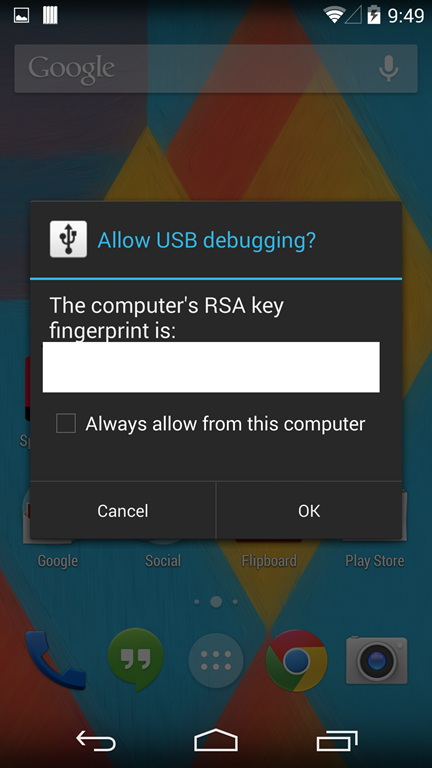 9:49
Google
Allow USB debugging?
The computer's RSA key
fingerprint is:
Always allow from this computer
Cancel
OK
Google
Social
Flipboard
Play Store